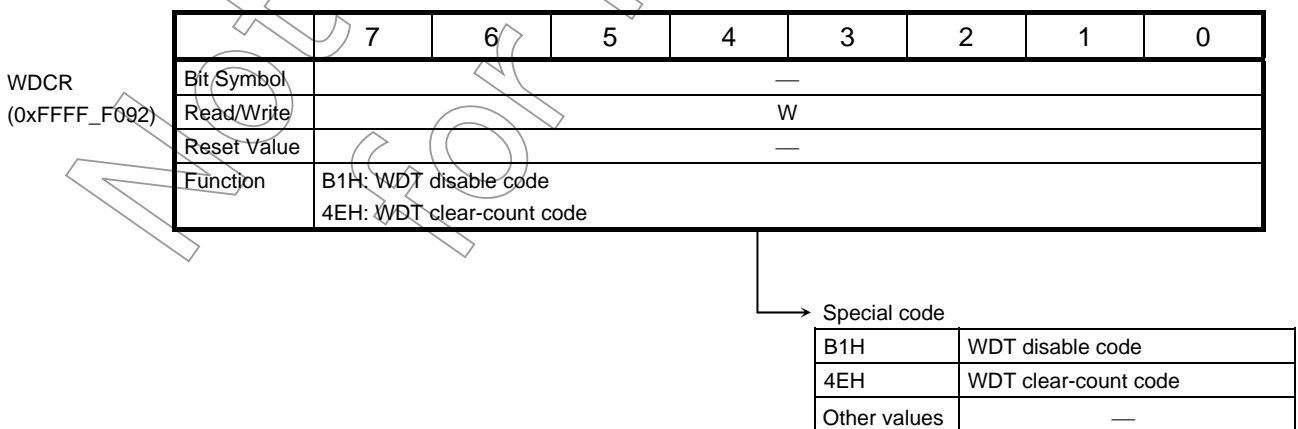 7 6 5 4 3 2 1 0
WDCR
(0xFFFF_F092)
Bit Symbol —
Read/Write W
Reset Value —
Function B1H: WDT disable code
4EH: WDT clear-count code
Special code
B1H WDT disable code
4EH WDT clear-count code
Other values —